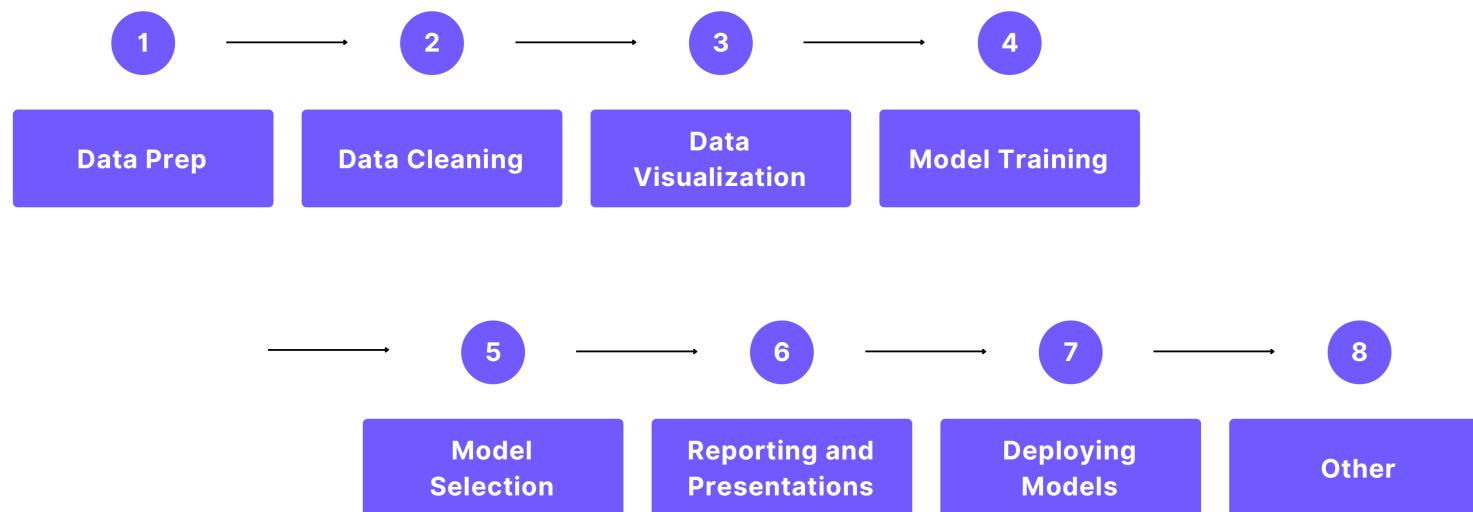 1
2
3
4
Data Prep
Data Cleaning
Data
Visualization
Model Training
5
6
7
8
Model
Selection
Reporting and
Presentations
Deploying
Models
Other